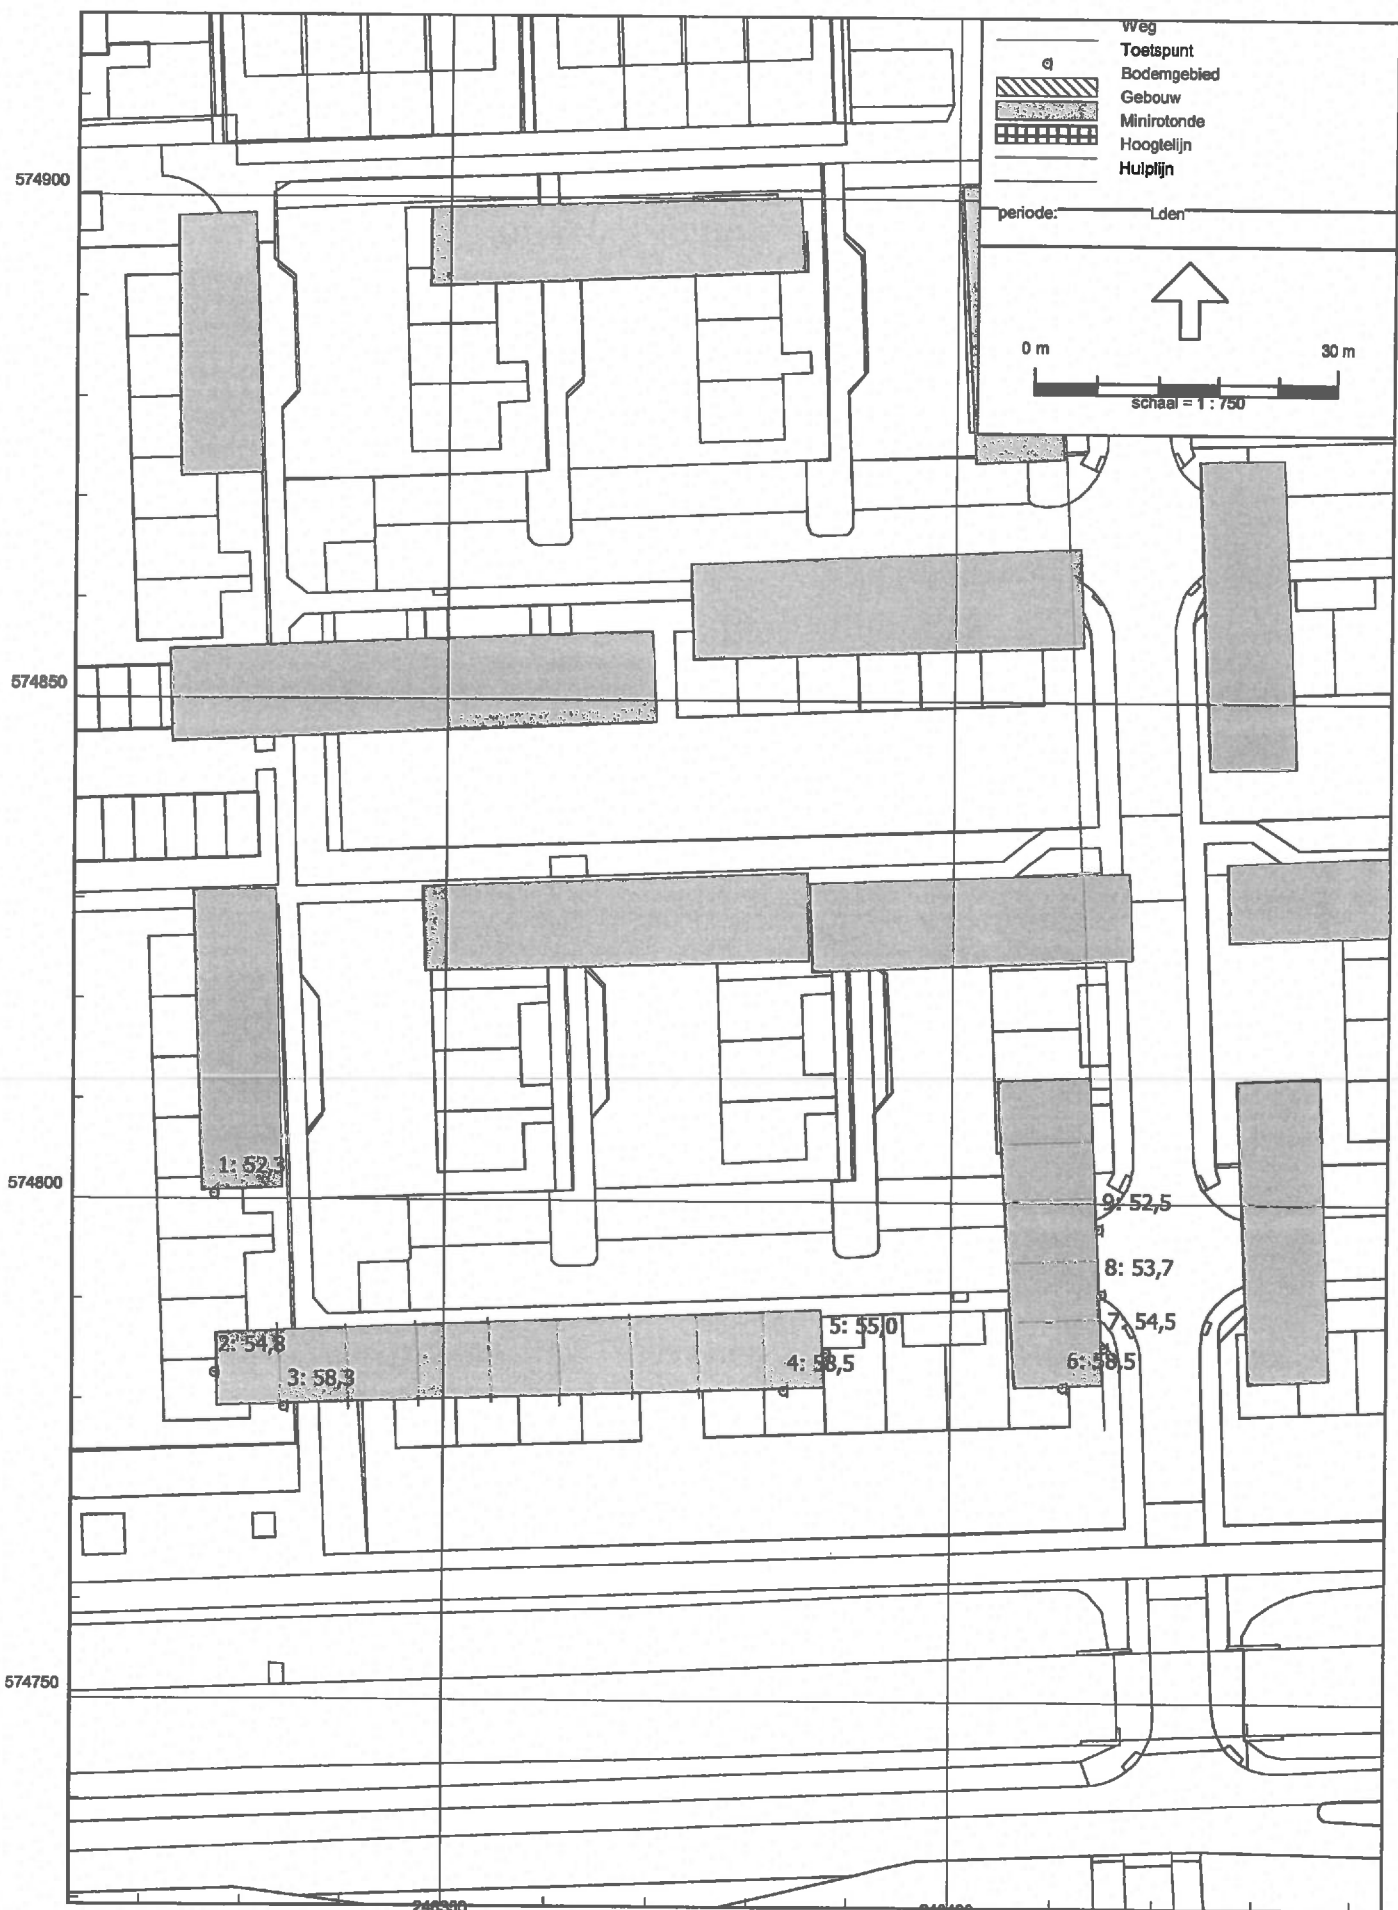 Weg
Toetspunt
Bodemgebied
Gebouw
Minirotonde
Hoogtelijn
Hulplijn
periode: Lden
0 m 30 m
schaal = 1 : 750
574900
574850
574800
574750
1: 52,3
9: 52,5
8: 53,7
7: 54,5
5: 55,0
2: 54,8
4: 58,5
6: 58,5
3: 58,3